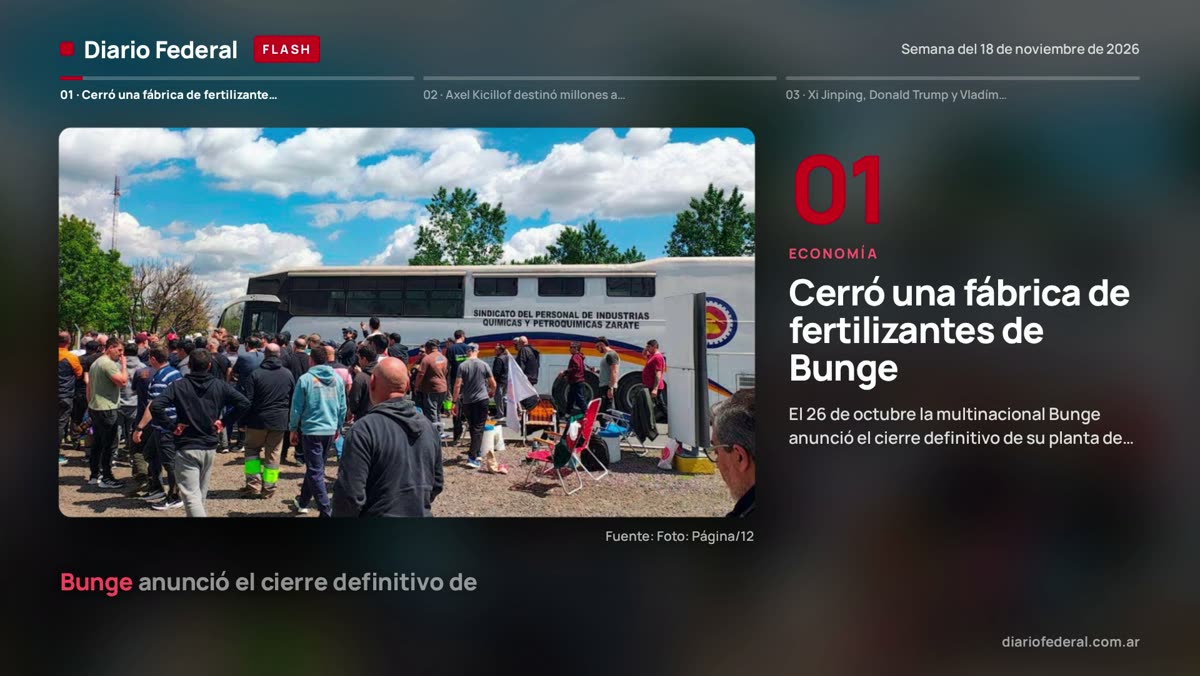 Diario Federal
FLASH
Semana del 18 de noviembre de 2026
01 · Cerró una fábrica de fertilizante…
02 · Axel Kicillof destinó millones a…
03 · Xi Jinping, Donald Trump y Vladím…
SINDICATO DEL PERSONAL DE INDUSTRIAS
QUIMICAS Y PETROQUIMICAS ZARATE
01
ECONOMÍA
Cerró una fábrica de
fertilizantes de
Bunge
El 26 de octubre la multinacional Bunge
anunció el cierre definitivo de su planta de…
Fuente: Foto: Página/12
Bunge anunció el cierre definitivo de
diariofederal.com.ar